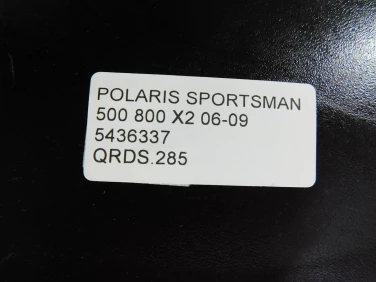 POLARIS SPORTSMAN
500 800 X2 06-09
5436337
QRDS.285